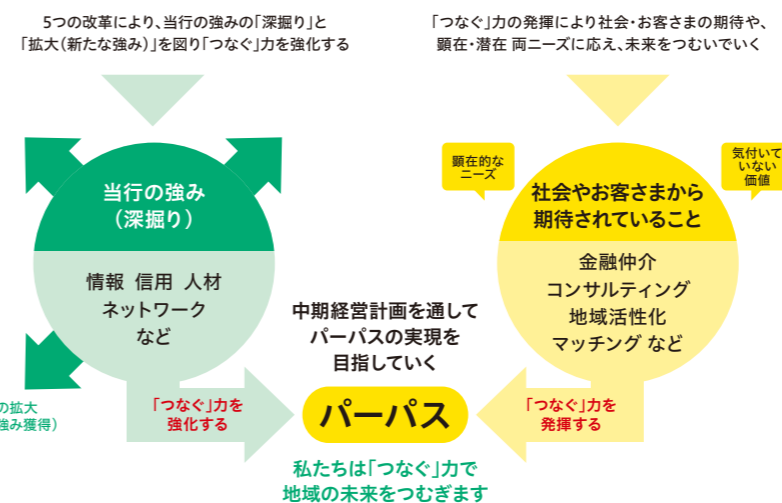 5つの改革により、当行の強みの「深掘り」と
「拡大（新たな強み）」を図り「つなぐ」力を強化する
「つなぐ」力の発揮により社会・お客さまの期待や、
顕在・潜在 両ニーズに応え、未来をつむいでいく
当行の強み
（深掘り）
情報 信用 人材
ネットワーク
など
の拡大
強み獲得）
「つなぐ」力を
強化する
顕在的な
ニーズ
気付いて
いない
価値
社会やお客さまから
期待されていること
金融仲介
コンサルティング
地域活性化
マッチング など
「つなぐ」力を
発揮する
中期経営計画を通して
パーパスの実現を
目指していく
パーパス
私たちは「つなぐ」力で
地域の未来をつむぎます